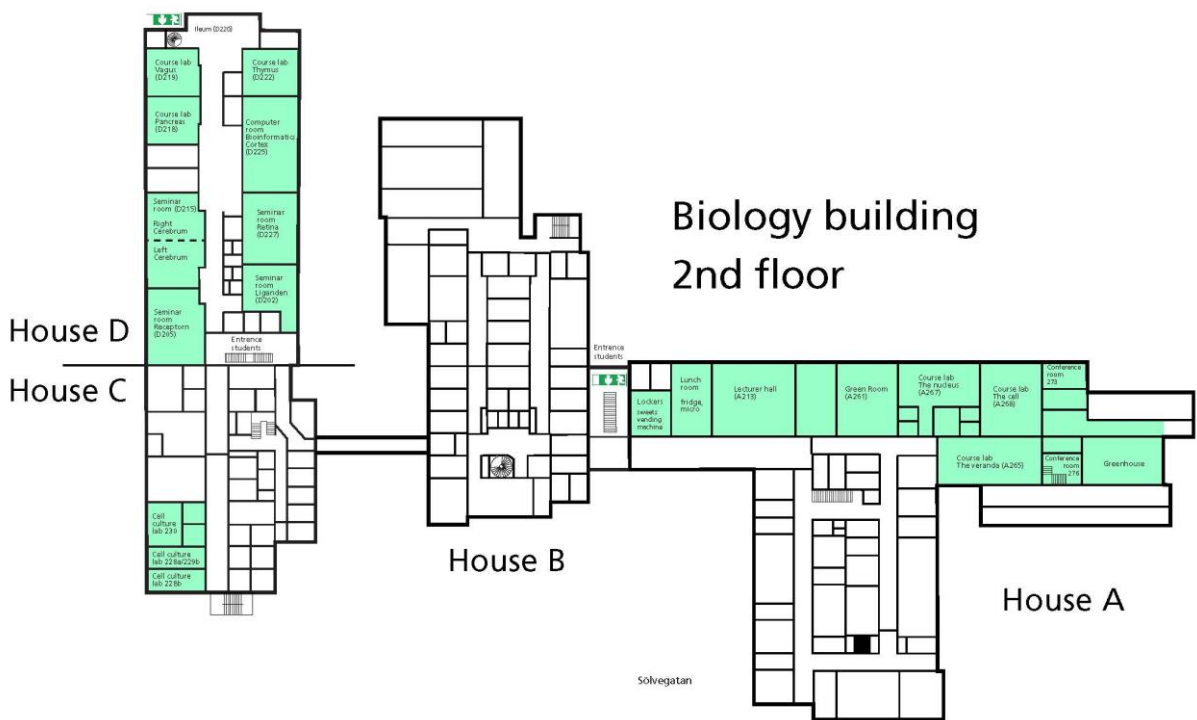 Ileum (D220)
Course lab
Vagus
(D219)
Course lab
Thymus
(D222)
Course lab
Pancreas
(D218)
Computer
room
Bioinformatics
Cortex
(D225)
Seminar
room (D215)
Right
Cerebrum
Left
Cerebrum
Seminar
room
Retina
(D227)
Seminar
room
Liganden
(D202)
Seminar
room
Receptorn
(D205)
Entrence
students
House D
House C
Cell
culture
lab 230
Cell culture
lab 228a/229b
Cell culture
lab 228b
Biology building
2nd floor
House B
Entrence
students
Lockers
sweets
vending
mechine
Lunch
room
fridge,
micro
Lecturer hall
(A213)
Green Room
(A261)
Course lab
The nucleus
(A267)
Course lab
The cell
(A268)
Conference
room
273
Course lab
The veranda (A265)
Conference
room
276
Greenhouse
House A
Sölvegatan